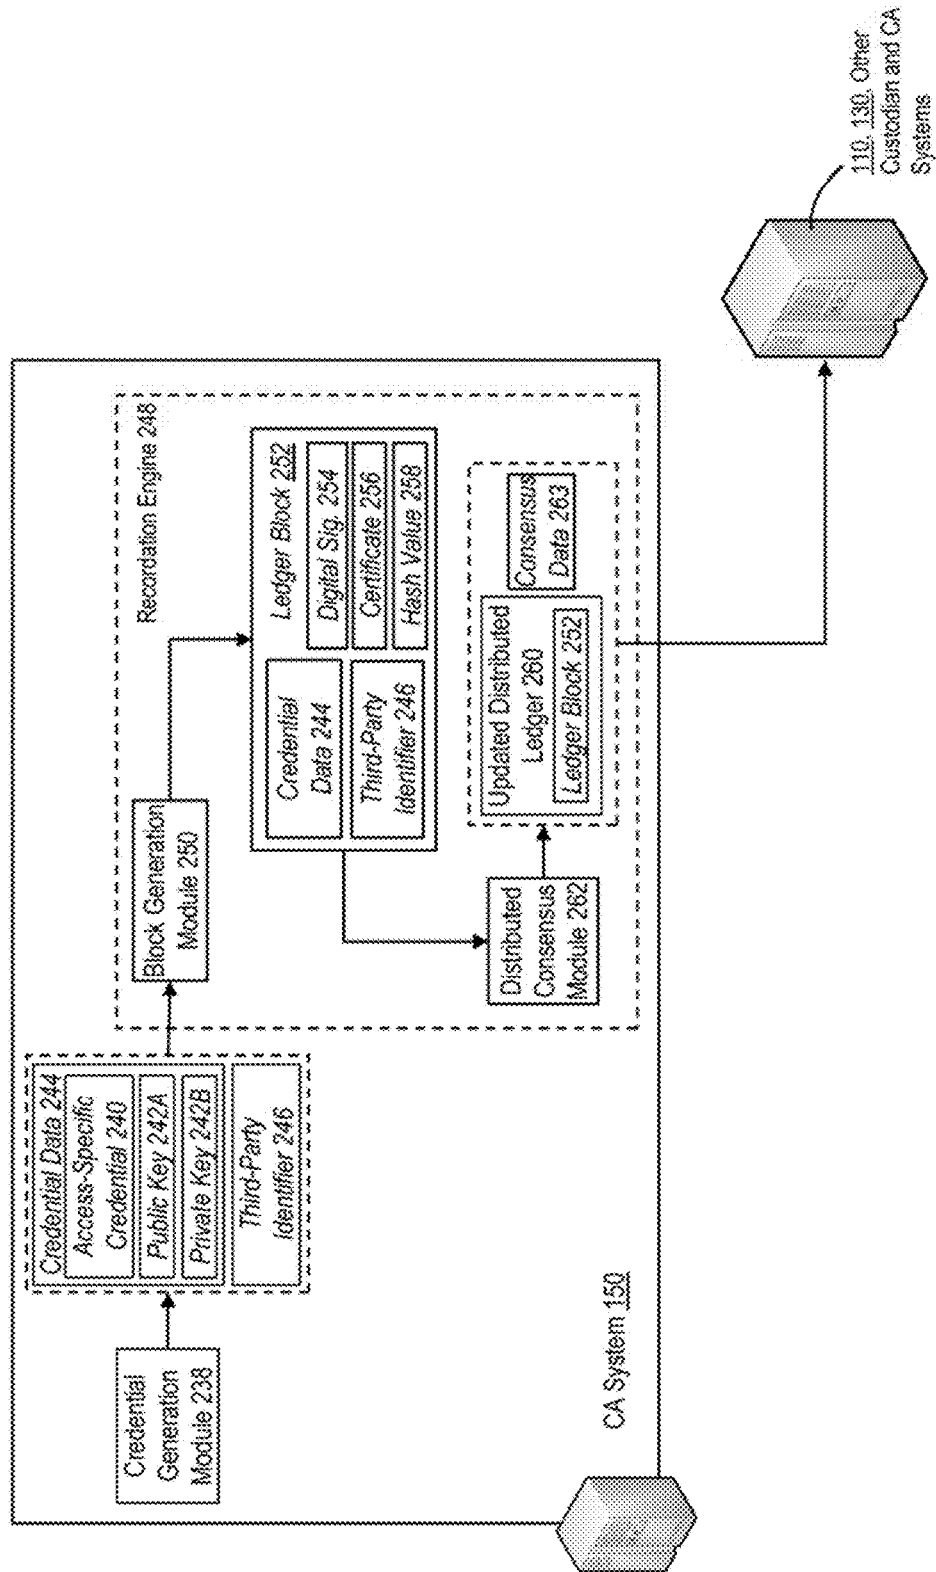 Credential
Generation
Module 238
Credential Data 244
Access-Specific
Credential 240
Public Key 242A
Private Key 242B
Third-Party
Identifier 246
Recordation Engine 248
Block Generation
Module 250
Ledger Block 252
Credential
Data 244
Third-Party
Identifier 246
Digital Sig. 254
Certificate 256
Hash Value 258
Distributed
Consensus
Module 262
Updated Distributed
Ledger 260
Ledger Block 252
Consensus
Data 263
CA System 150
110, 130, Other
Custodian and CA
Systems